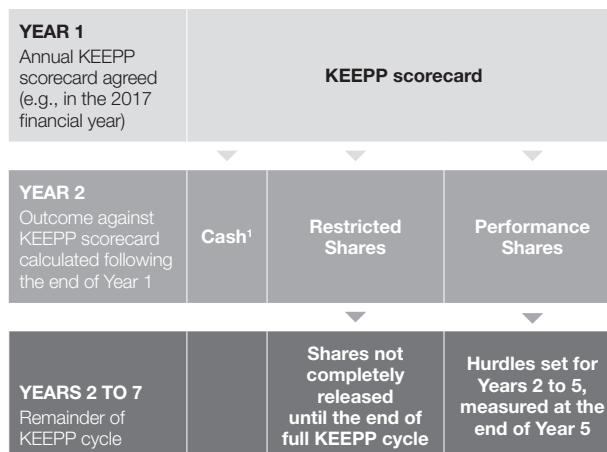 YEAR 1
Annual KEEPP
scorecard agreed
(e.g., in the 2017
financial year)
KEEPP scorecard
YEAR 2
Outcome against
KEEPP scorecard
calculated following
the end of Year 1
Cash1
Restricted
Shares
Performance
Shares
YEARS 2 TO 7
Remainder of
KEEPP cycle
Shares not
completely
released
until the end of
full KEEPP cycle
Hurdles set for
Years 2 to 5,
measured at the
end of Year 5